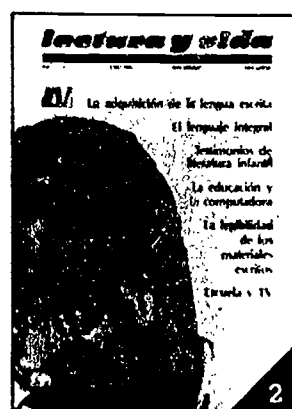 lectura y vida
La adquisición de la lengua escrita
El lenguaje integral
Testimonios de
literatura infantil
La educación y
la computadora
La legibilidad
de los
materiales
escritos
Escuela y TV
2